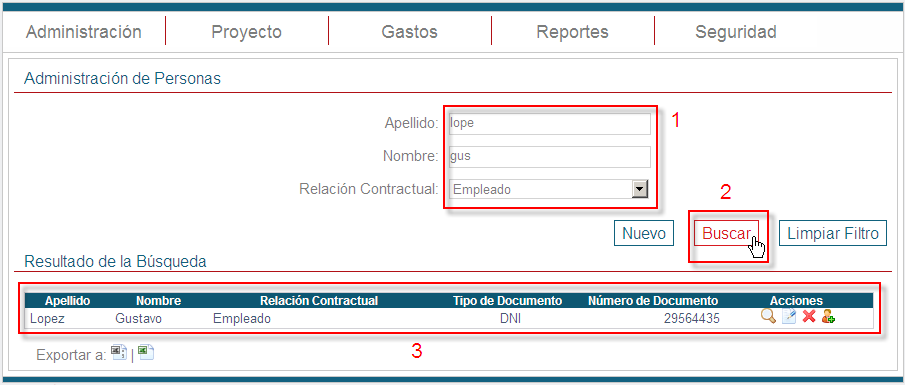 Administración Proyecto Gastos Reportes Seguridad
Administración de Personas
Apellido: lope 1
Nombre: gus
Relación Contractual: Empleado
2
Nuevo Buscar Limpiar Filtro
Resultado de la Búsqueda
Apellido Nombre Relación Contractual Tipo de Documento Número de Documento Acciones
Lopez Gustavo Empleado DNI 29564435
Exportar a: |
3